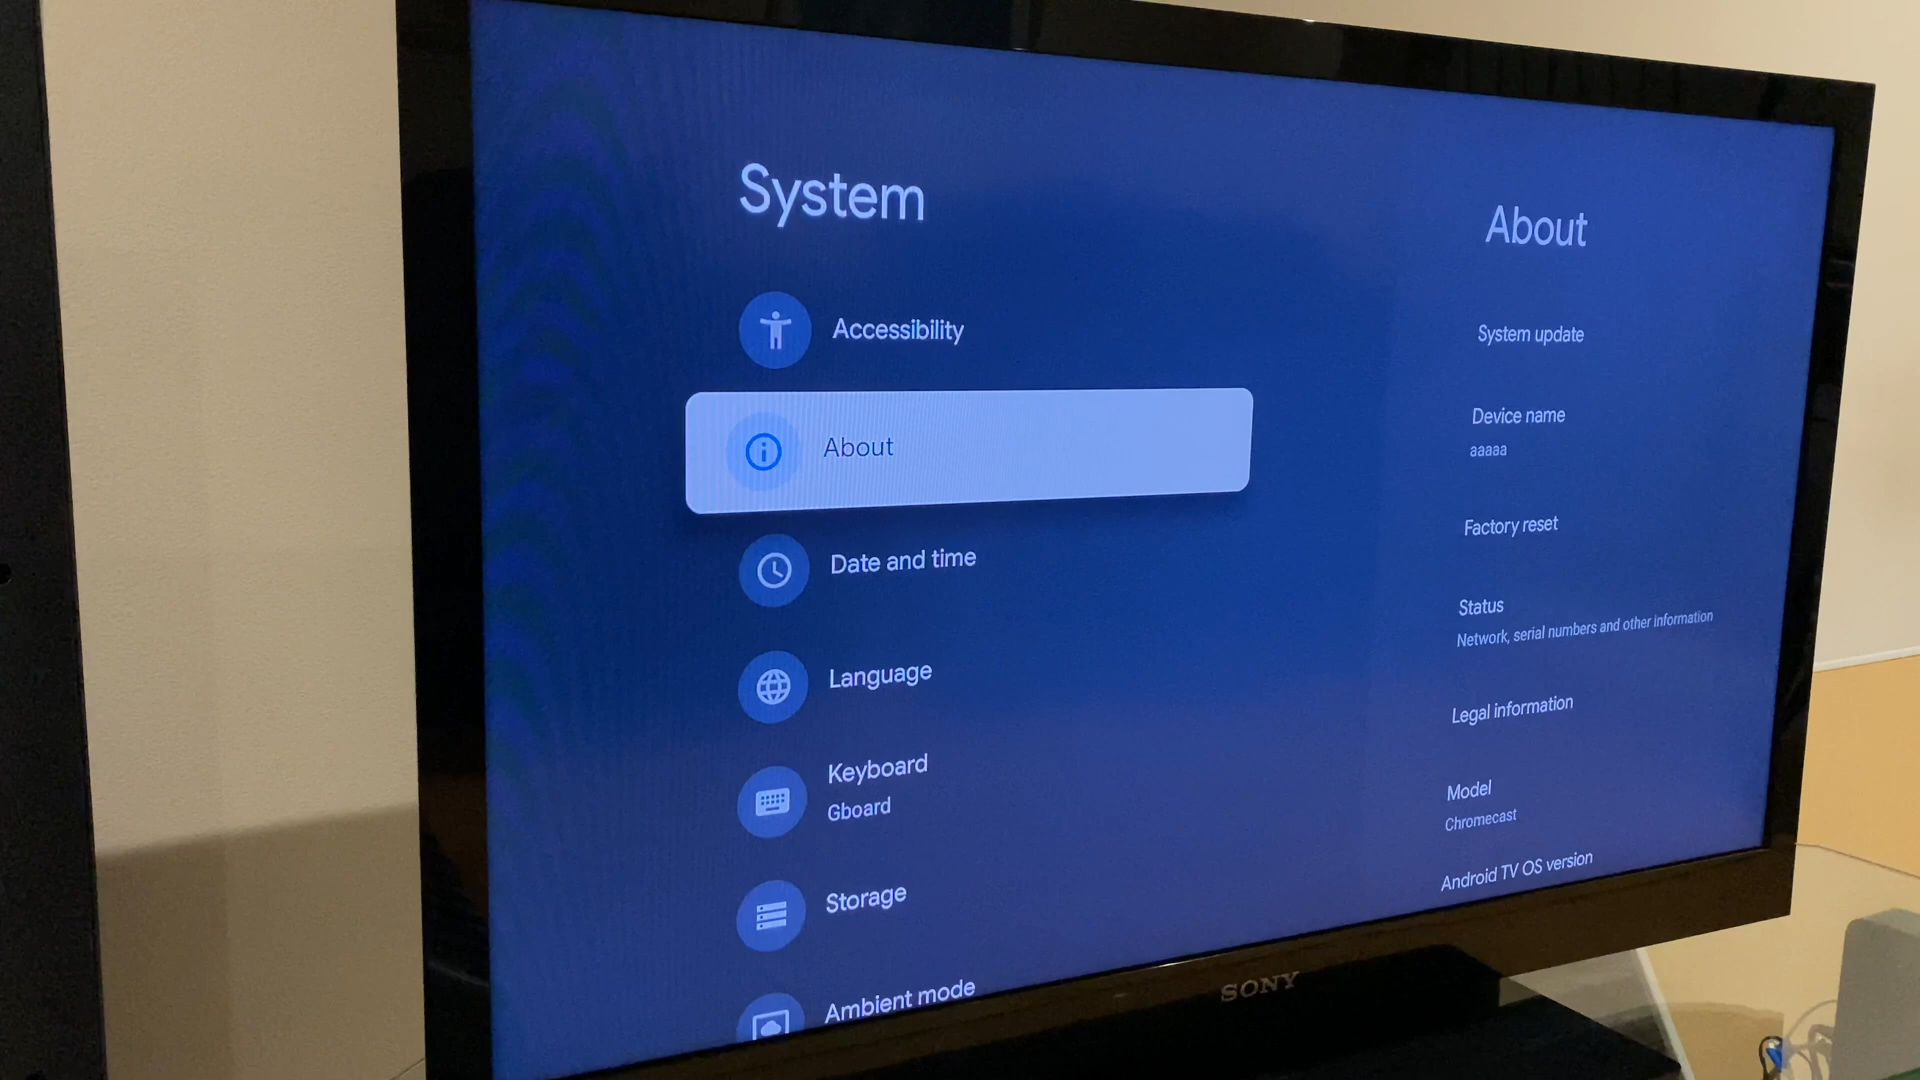 System
Accessibility
About
Date and time
Language
Keyboard
Gboard
Storage
Ambient mode
About
System update
Device name
aaaaa
Factory reset
Status
Network, serial numbers and other information
Legal information
Model
Chromecast
Android TV OS version
SONY